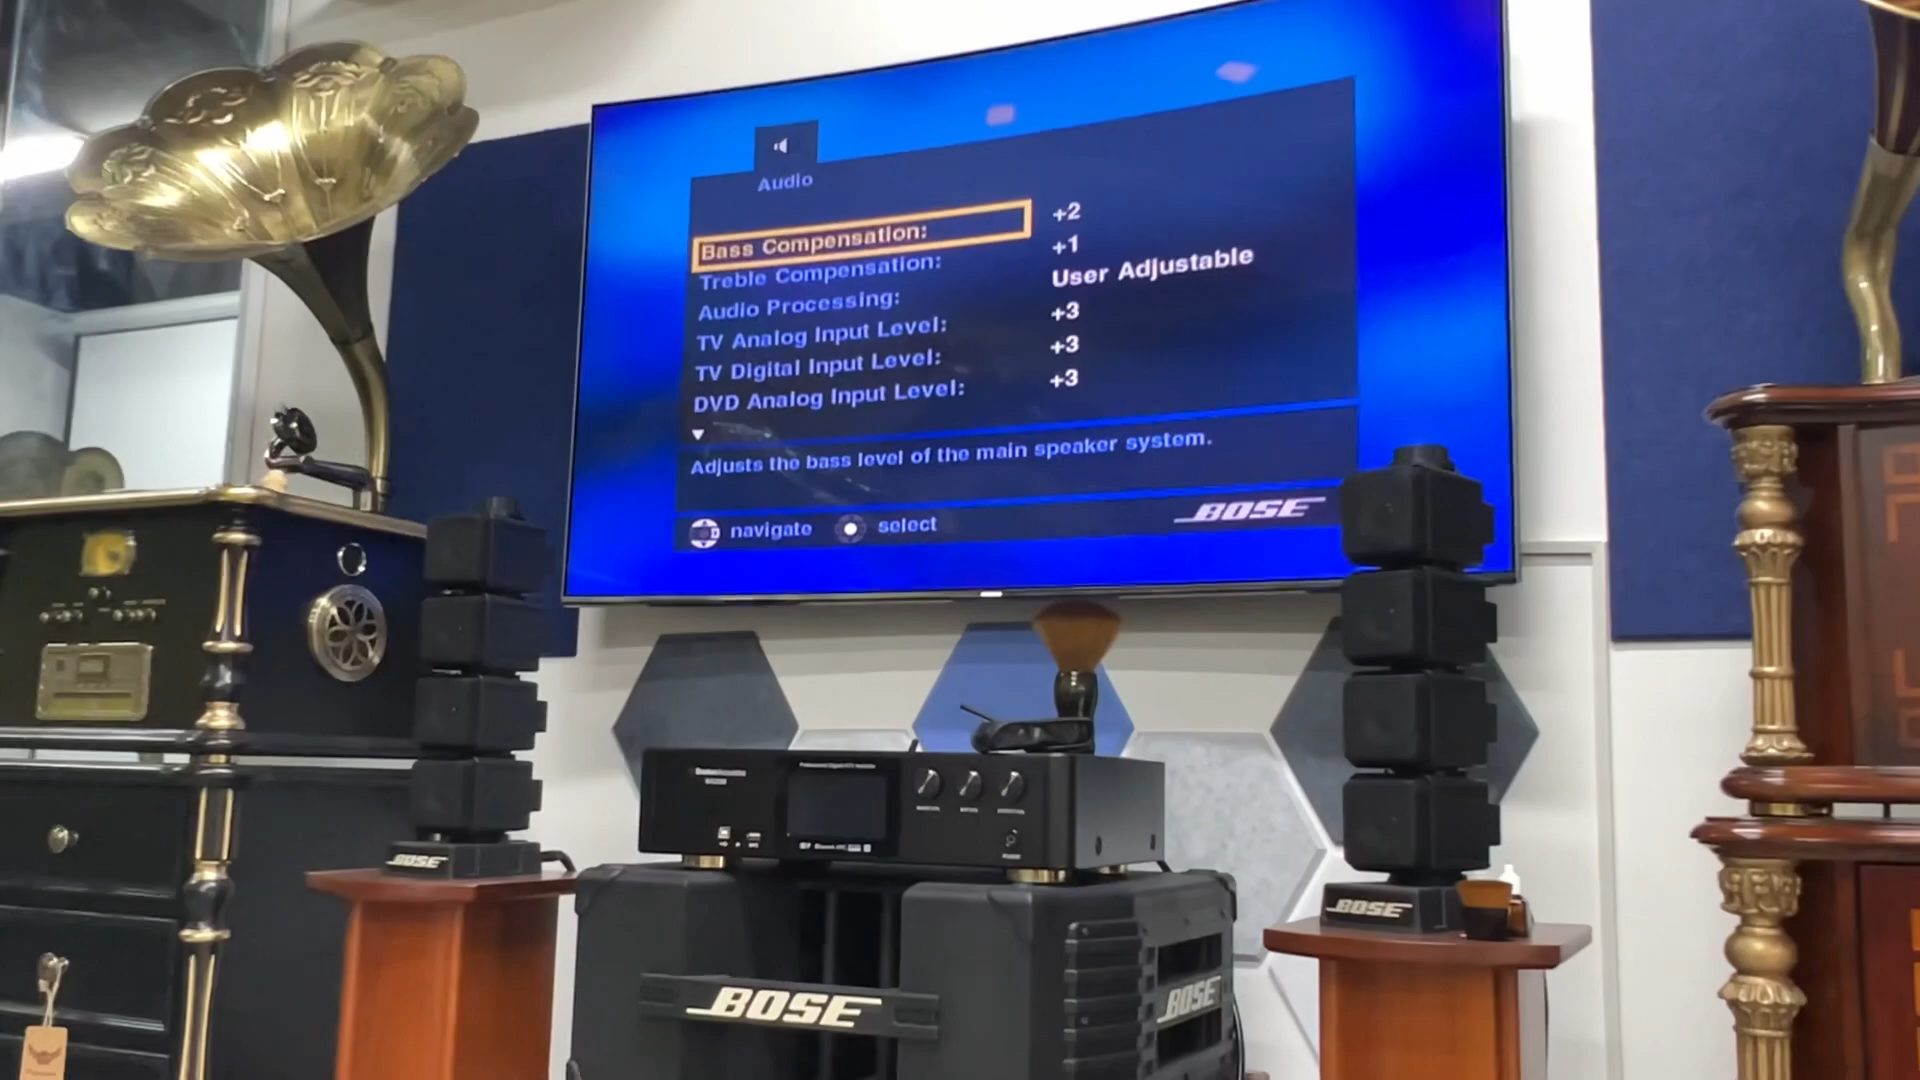 Audio
Bass Compensation: +2
Treble Compensation: +1
Audio Processing: User Adjustable
TV Analog Input Level: +3
TV Digital Input Level: +3
DVD Analog Input Level: +3
Adjusts the bass level of the main speaker system.
navigate select BOSE
BOSE
BOSE
BOSE
BOSE